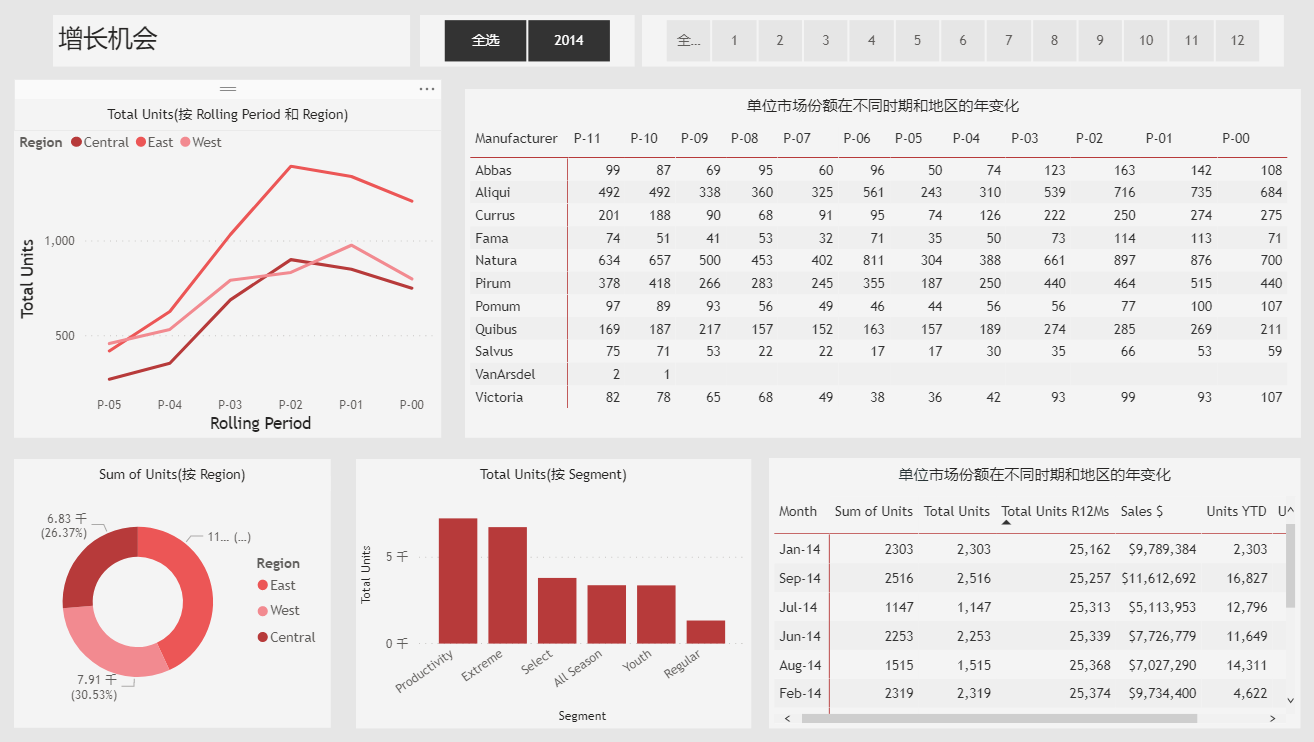 增长机会
全选 2014
全... 1 2 3 4 5 6 7 8 9 10 11 12
Total Units(按 Rolling Period 和 Region)
Region Central East West
Total Units
1,000
500
P-05 P-04 P-03 P-02 P-01 P-00
Rolling Period
单位市场份额在不同时期和地区的年变化
Manufacturer P-11 P-10 P-09 P-08 P-07 P-06 P-05 P-04 P-03 P-02 P-01 P-00
Abbas 99 87 69 95 60 96 50 74 123 163 142 108
Aliqui 492 492 338 360 325 561 243 310 539 716 735 684
Currus 201 188 90 68 91 95 74 126 222 250 274 275
Fama 74 51 41 53 32 71 35 50 73 114 113 71
Natura 634 657 500 453 402 811 304 388 661 897 876 700
Pirum 378 418 266 283 245 355 187 250 440 464 515 440
Pomum 97 89 93 56 49 46 44 56 56 77 100 107
Quibus 169 187 217 157 152 163 157 189 274 285 269 211
Salvus 75 71 53 22 22 17 17 30 35 66 53 59
VanArsdel 2 1
Victoria 82 78 65 68 49 38 36 42 93 99 93 107
Sum of Units(按 Region)
6.83 千
(26.37%)
11... (...)
7.91 千
(30.53%)
Region
East
West
Central
Total Units(按 Segment)
Total Units
5 千
0 千
Productivity Extreme Select All Season Youth Regular
Segment
单位市场份额在不同时期和地区的年变化
Month Sum of Units Total Units Total Units R12Ms Sales $ Units YTD U
Jan-14 2303 2,303 25,162 $9,789,384 2,303
Sep-14 2516 2,516 25,257 $11,612,692 16,827
Jul-14 1147 1,147 25,313 $5,113,953 12,796
Jun-14 2253 2,253 25,339 $7,726,779 11,649
Aug-14 1515 1,515 25,368 $7,027,290 14,311
Feb-14 2319 2,319 25,374 $9,734,400 4,622